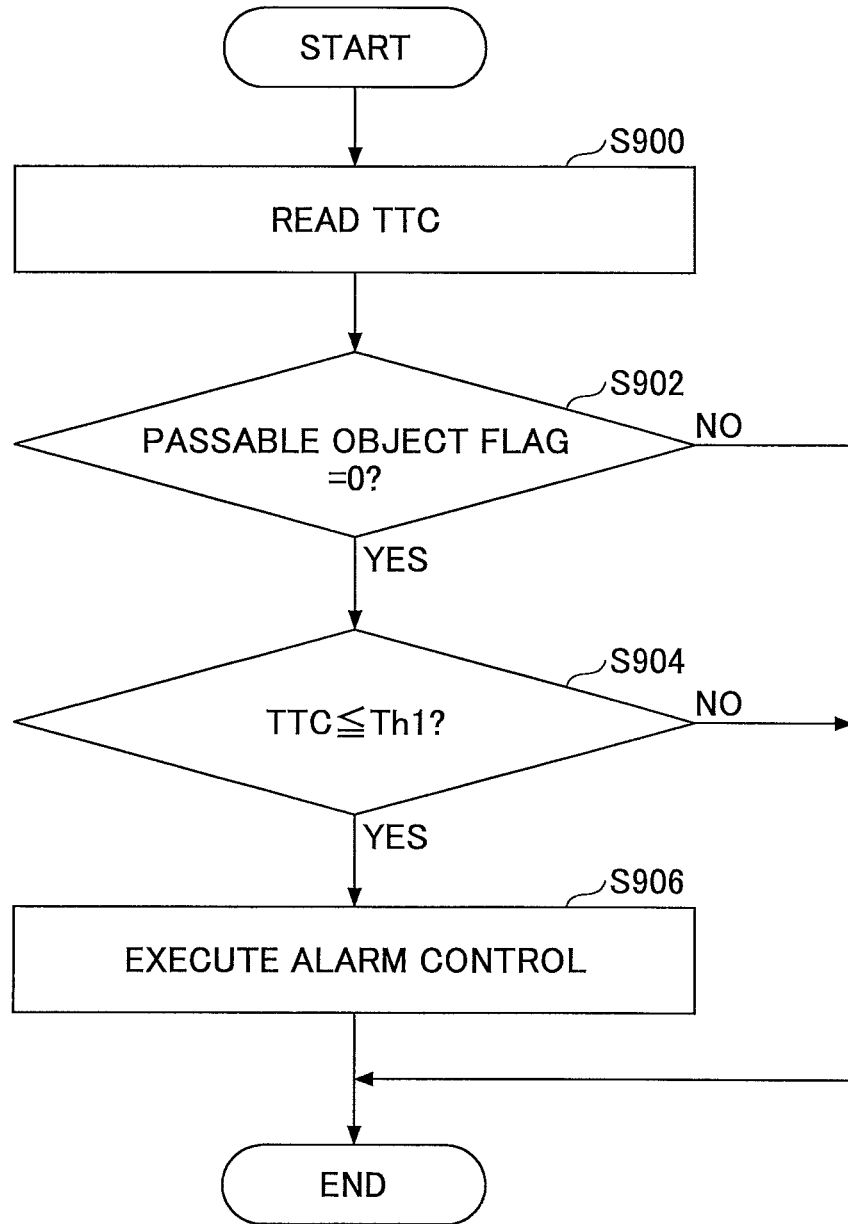 START
S900
READ TTC
S902
PASSABLE OBJECT FLAG
=0?
NO
YES
S904
TTC≦Th1?
NO
YES
S906
EXECUTE ALARM CONTROL
END